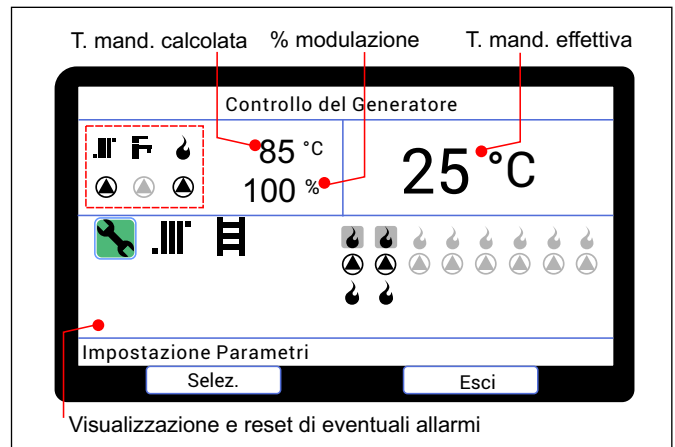 T. mand. calcolata % modulazione T. mand. effettiva
Controllo del Generatore
85 °C
25 °C
100 %
Impostazione Parametri
Selez. Esci
Visualizzazione e reset di eventuali allarmi